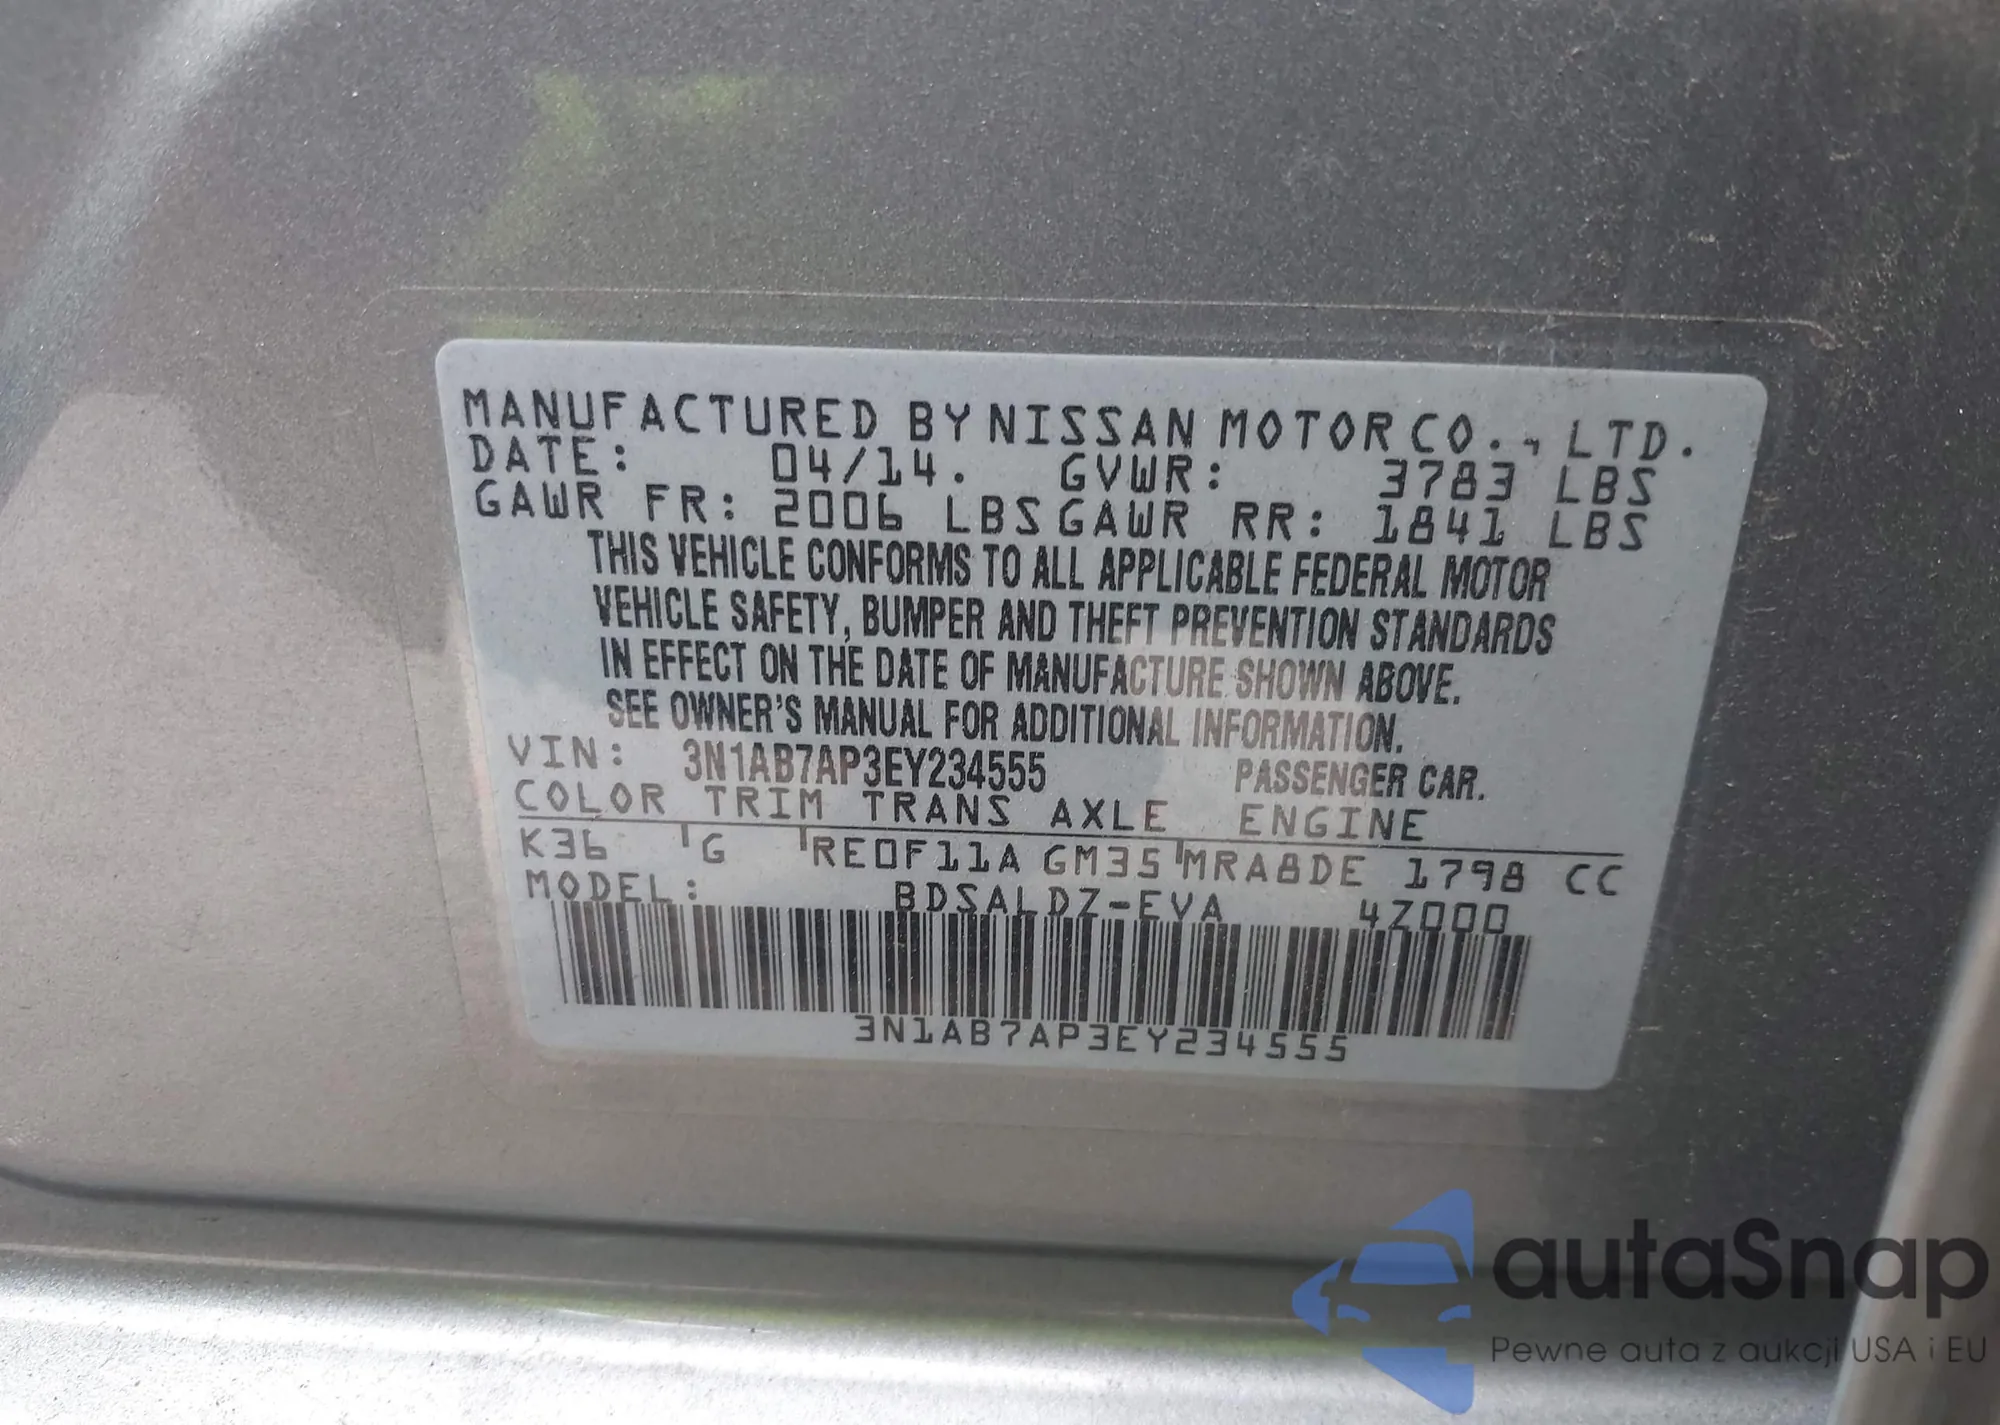 MANUFACTURED BY NISSAN MOTOR CO., LTD.
DATE: 04/14. GVWR: 3783 LBS
GAWR FR: 2006 LBS GAWR RR: 1841 LBS
THIS VEHICLE CONFORMS TO ALL APPLICABLE FEDERAL MOTOR
VEHICLE SAFETY, BUMPER AND THEFT PREVENTION STANDARDS
IN EFFECT ON THE DATE OF MANUFACTURE SHOWN ABOVE.
SEE OWNER'S MANUAL FOR ADDITIONAL INFORMATION.
VIN: 3N1AB7AP3EY234555 PASSENGER CAR.
COLOR TRIM TRANS AXLE ENGINE
K36 G RE0F11A GM35 MRA8DE 1798 CC
MODEL: BDSALDZ-EVA 4Z000
3N1AB7AP3EY234555
autaSnap
Pewne auta z aukcji USA i EU